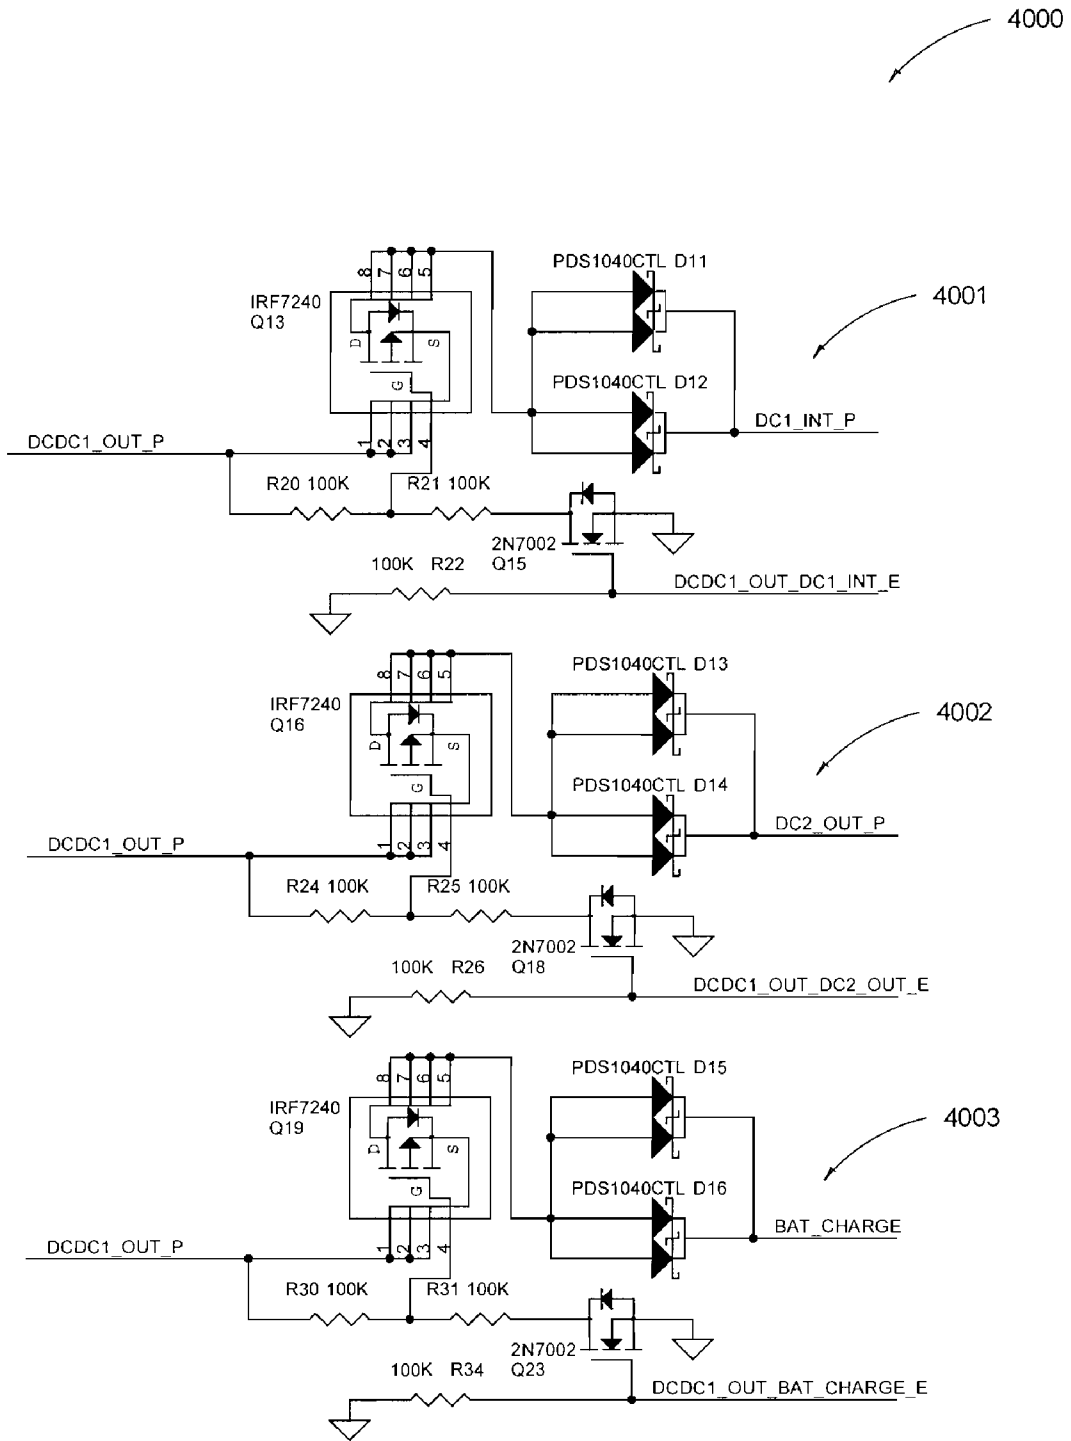 4000
PDS1040CTL D11
8 7 6 5
IRF7240
Q13
D S
G
4001
PDS1040CTL D12
DCDC1_OUT_P
1 2 3 4
DC1_INT_P
R20 100K
R21 100K
2N7002
Q15
100K R22
DCDC1_OUT_DC1_INT_E
PDS1040CTL D13
8 7 6 5
IRF7240
Q16
D S
G
4002
PDS1040CTL D14
DCDC1_OUT_P
1 2 3 4
DC2_OUT_P
R24 100K
R25 100K
2N7002
Q18
100K R26
DCDC1_OUT_DC2_OUT_E
PDS1040CTL D15
8 7 6 5
IRF7240
Q19
D S
G
4003
PDS1040CTL D16
DCDC1_OUT_P
1 2 3 4
BAT_CHARGE
R30 100K
R31 100K
2N7002
Q23
100K R34
DCDC1_OUT_BAT_CHARGE_E